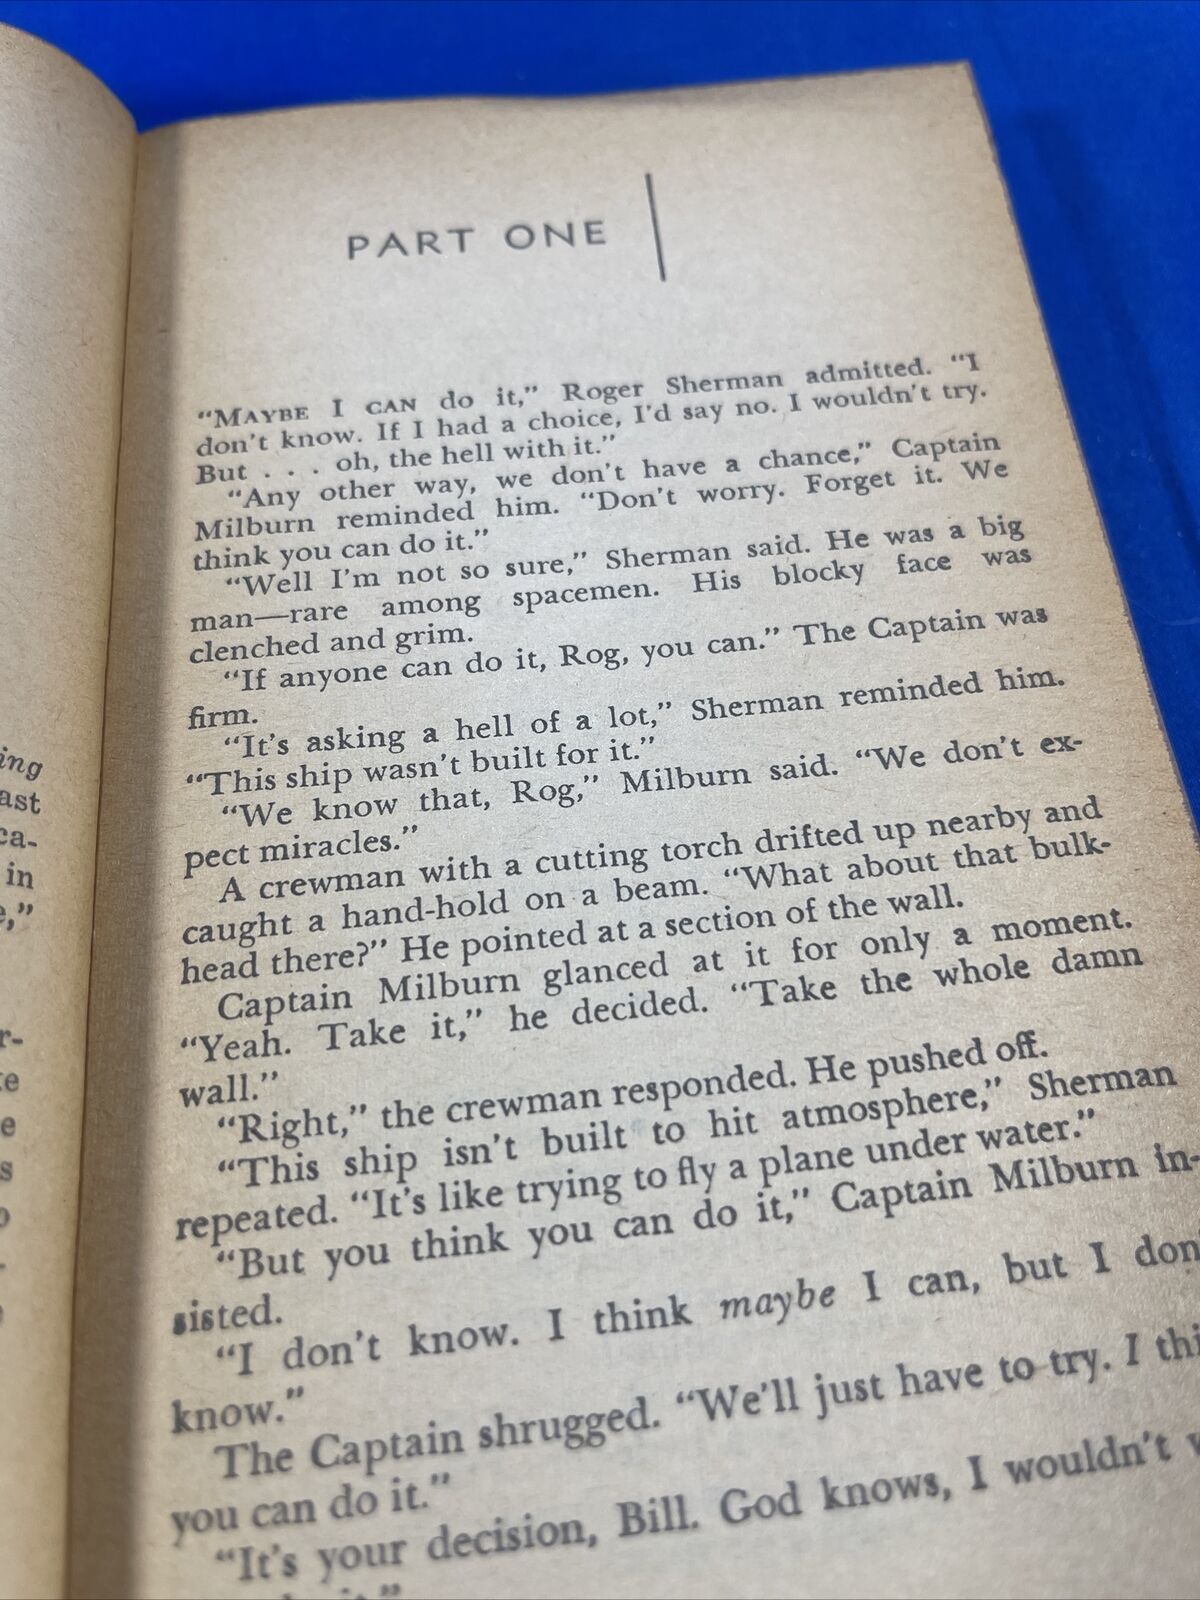 ing
ast
ca-
in
e,"
r-
e
s
PART ONE
"MAYBE I CAN do it," Roger Sherman admitted. "I
don't know. If I had a choice, I'd say no. I wouldn't try.
But . . . oh, the hell with it."
"Any other way, we don't have a chance," Captain
Milburn reminded him. "Don't worry. Forget it. We
think you can do it."
"Well I'm not so sure," Sherman said. He was a big
man—rare among spacemen. His blocky face was
clenched and grim.
"If anyone can do it, Rog, you can." The Captain was
firm.
"It's asking a hell of a lot," Sherman reminded him.
"This ship wasn't built for it."
"We know that, Rog," Milburn said. "We don't ex-
pect miracles."
A crewman with a cutting torch drifted up nearby and
caught a hand-hold on a beam. "What about that bulk-
head there?" He pointed at a section of the wall.
Captain Milburn glanced at it for only a moment.
"Yeah. Take it," he decided. "Take the whole damn
wall."
"Right," the crewman responded. He pushed off.
"This ship isn't built to hit atmosphere," Sherman
repeated. "It's like trying to fly a plane under water."
"But you think you can do it," Captain Milburn in-
sisted.
"I don't know. I think maybe I can, but I don
know."
The Captain shrugged. "We'll just have to try. I thi
you can do it."
"It's your decision, Bill. God knows, I wouldn't